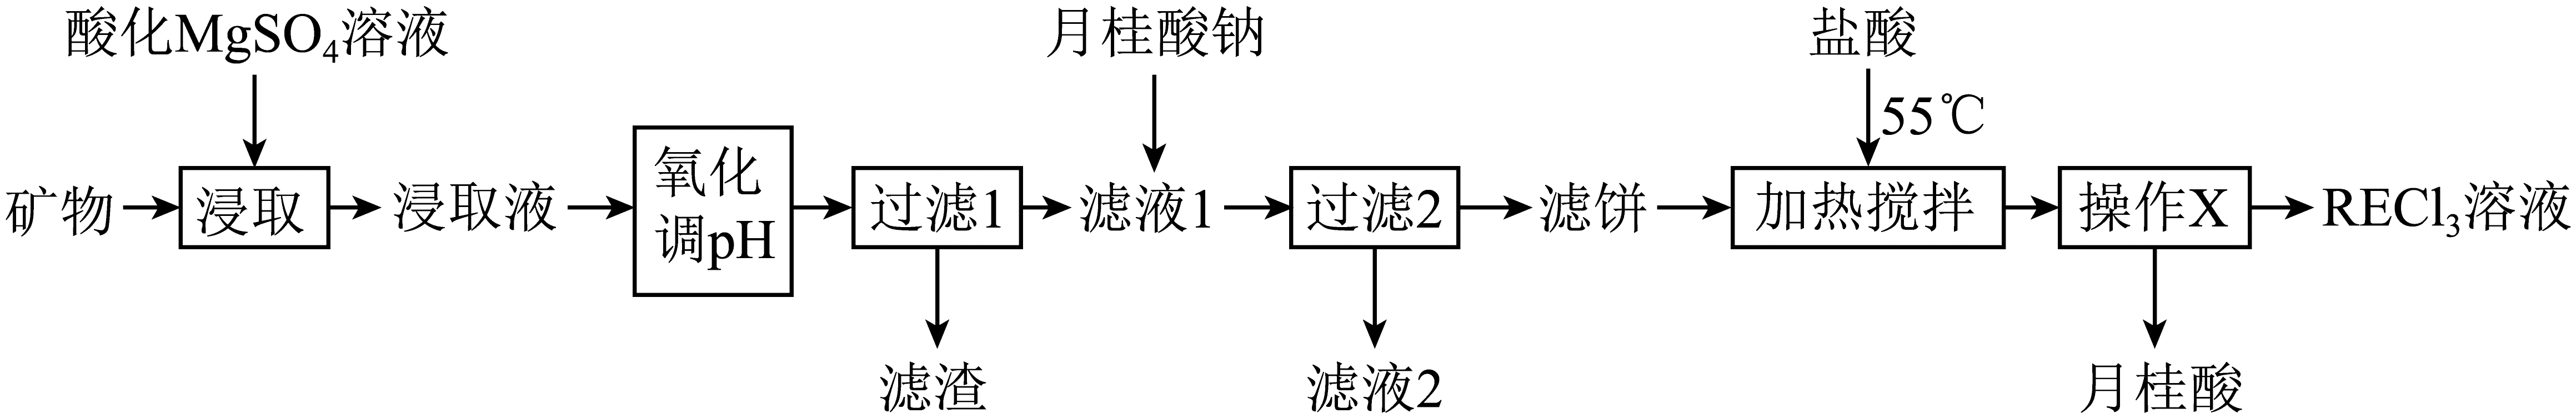 酸化MgSO₄溶液
月桂酸钠
盐酸
55℃
矿物
浸取
浸取液
氧化
调pH
过滤1
滤液1
过滤2
滤饼
加热搅拌
操作X
RECl₃溶液
滤渣
滤液2
月桂酸